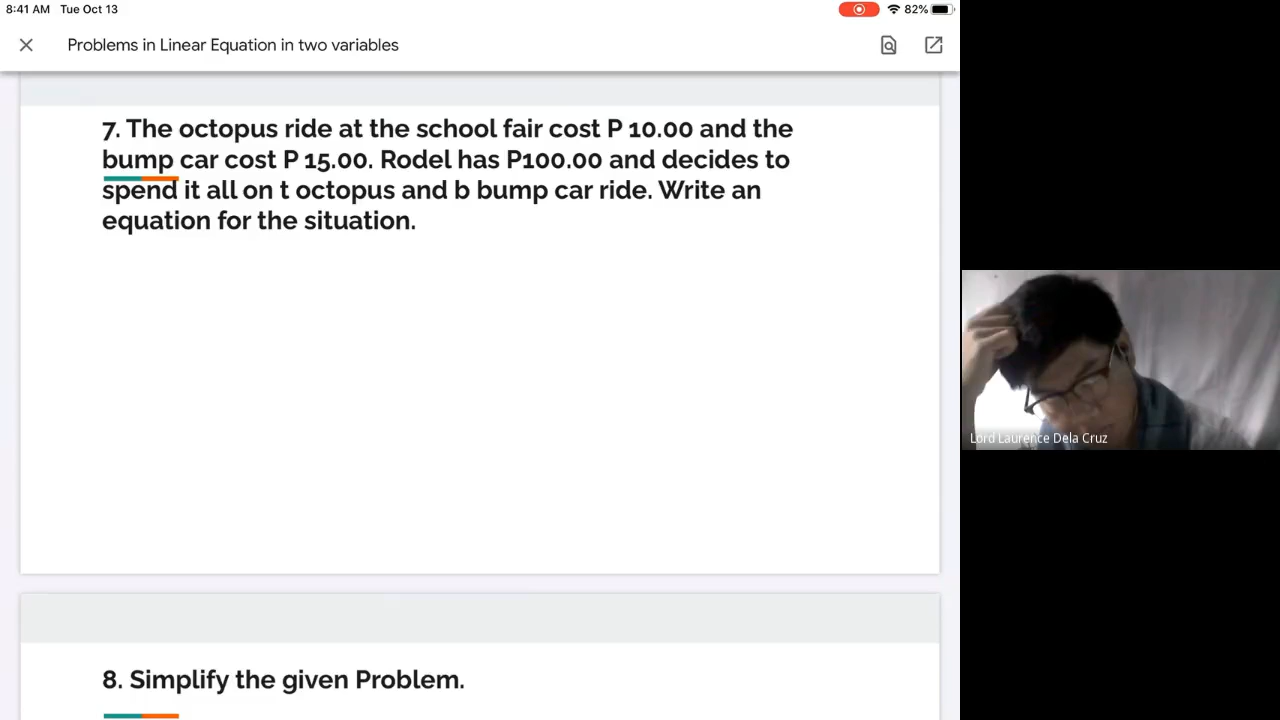 8:41 AM Tue Oct 13
82%
Problems in Linear Equation in two variables
7. The octopus ride at the school fair cost P 10.00 and the
bump car cost P 15.00. Rodel has P100.00 and decides to
spend it all on t octopus and b bump car ride. Write an
equation for the situation.
Lord Laurence Dela Cruz
8. Simplify the given Problem.